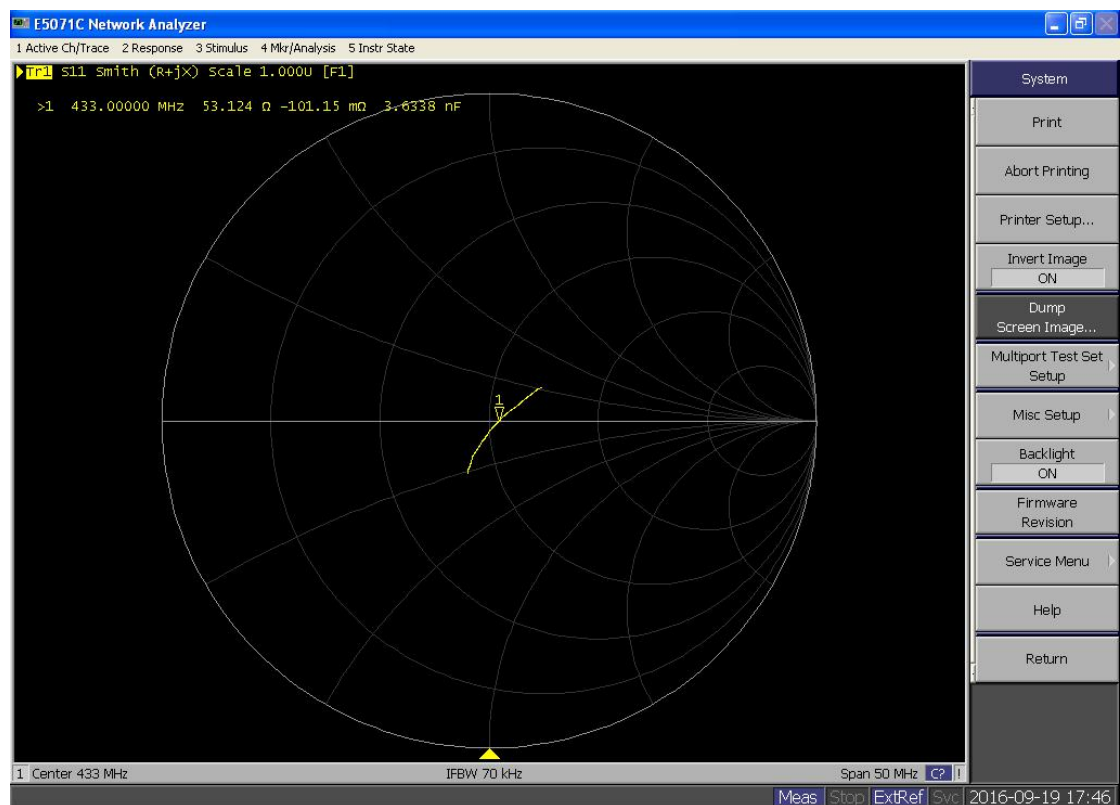 E5071C Network Analyzer
1 Active Ch/Trace 2 Response 3 Stimulus 4 Mkr/Analysis 5 Instr State
Tr1 S11 Smith (R+jX) Scale 1.000U [F1]
>1 433.00000 MHz 53.124 Ω -101.15 mΩ 3.6338 nF
1
System
Print
Abort Printing
Printer Setup...
Invert Image
ON
Dump
Screen Image...
Multiport Test Set
Setup
Misc Setup
Backlight
ON
Firmware
Revision
Service Menu
Help
Return
1 Center 433 MHz IFBW 70 kHz Span 50 MHz C? !
Meas Stop ExtRef Svc 2016-09-19 17:46